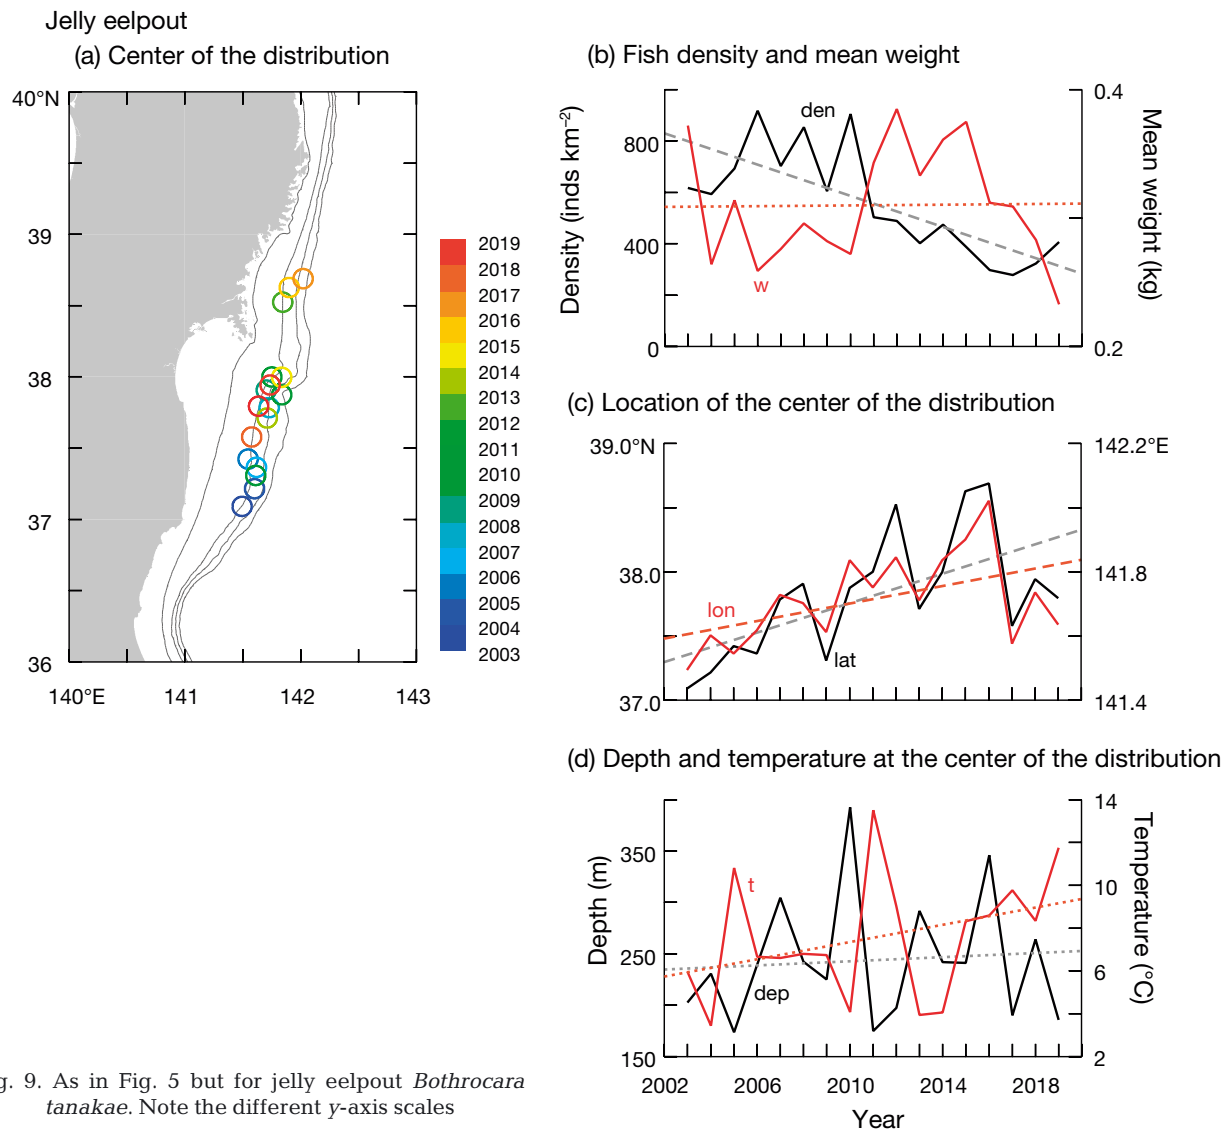 Jelly eelpout
(a) Center of the distribution
40°N
39
38
37
36
140°E
141
142
143
2019
2018
2017
2016
2015
2014
2013
2012
2011
2010
2009
2008
2007
2006
2005
2004
2003
(b) Fish density and mean weight
Density (inds km⁻²)
800
400
0
den
w
0.4
0.2
Mean weight (kg)
(c) Location of the center of the distribution
39.0°N
38.0
37.0
lon
lat
142.2°E
141.8
141.4
(d) Depth and temperature at the center of the distribution
Depth (m)
350
250
150
t
dep
14
10
6
2
Temperature (°C)
2002
2006
2010
2014
2018
Year
g. 9. As in Fig. 5 but for jelly eelpout Bothrocara
tanakae. Note the different y-axis scales